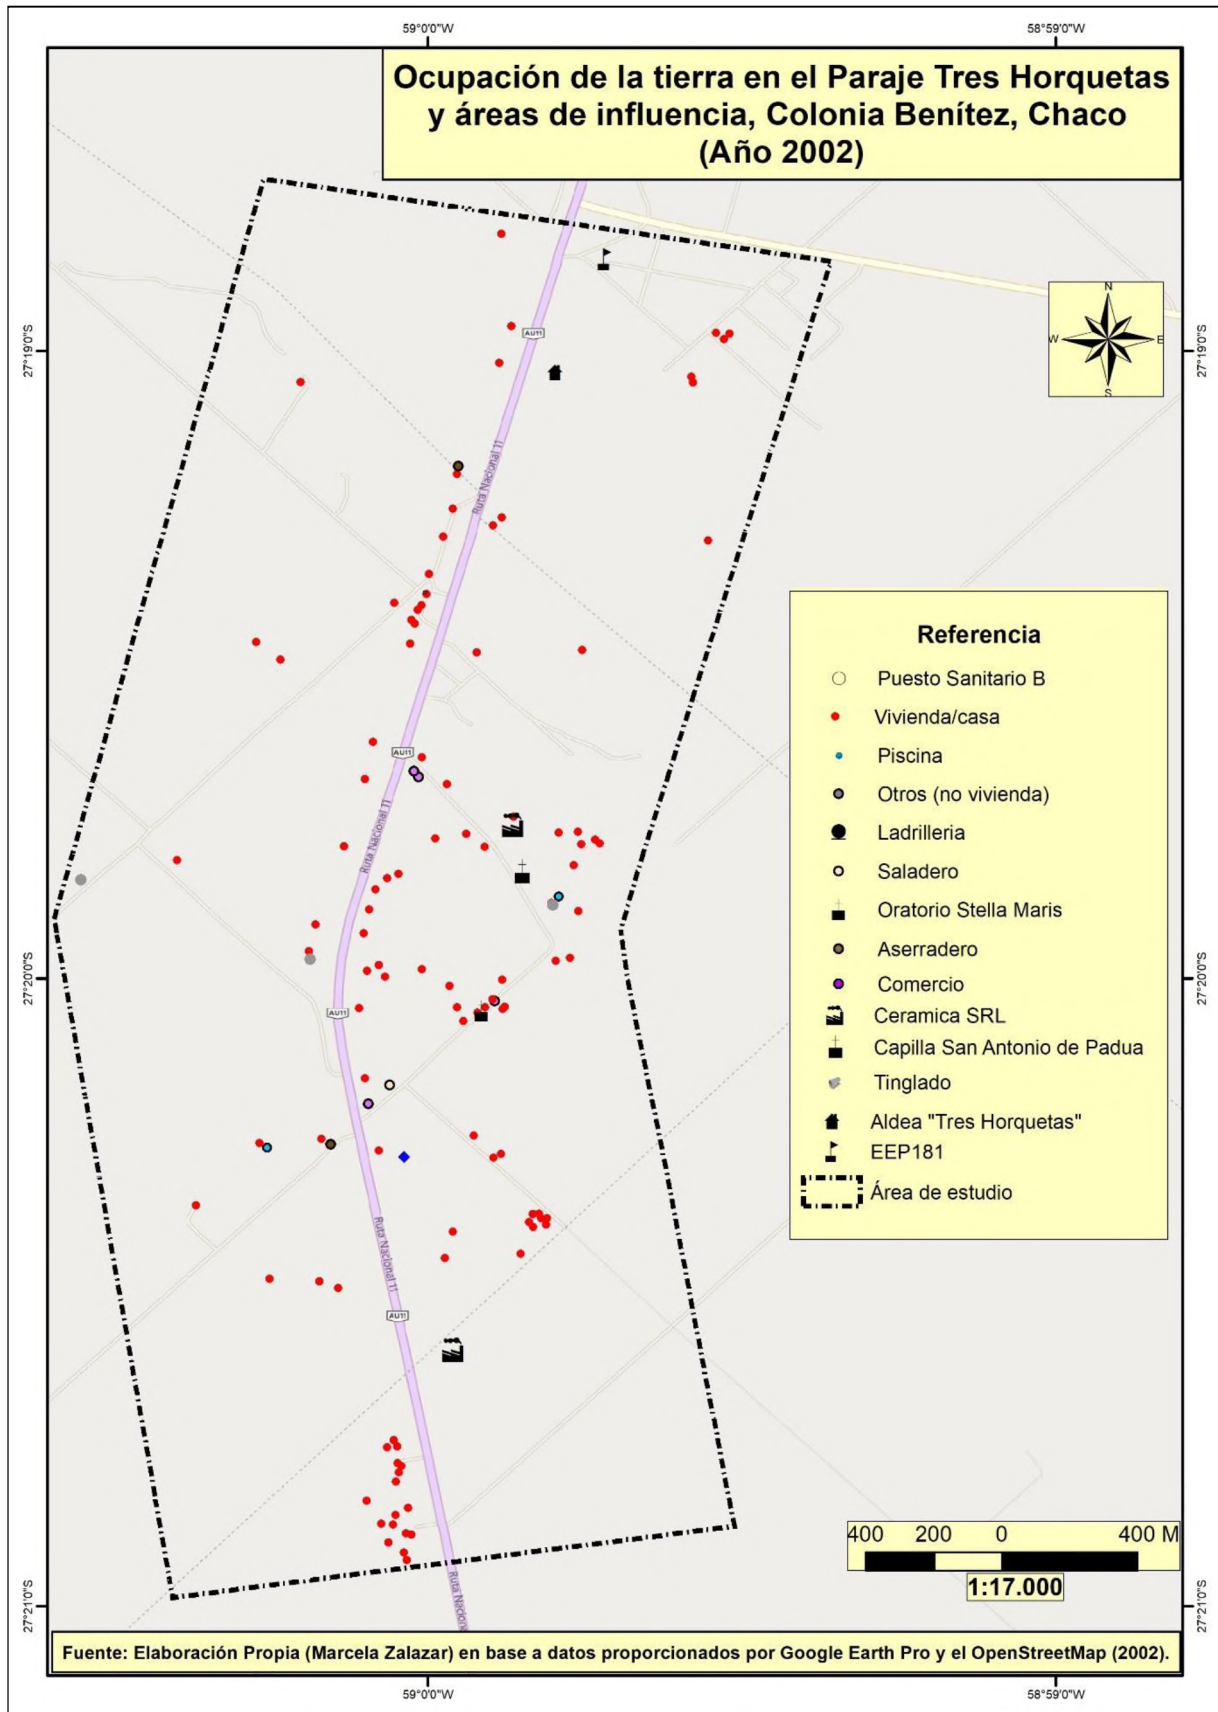 59°0'0"W
58°59'0"W
Ocupación de la tierra en el Paraje Tres Horquetas
y áreas de influencia, Colonia Benítez, Chaco
(Año 2002)
N
W
E
S
27°19'0"S
27°19'0"S
AU11
Ruta Nacional 11
Referencia
Puesto Sanitario B
Vivienda/casa
Piscina
Otros (no vivienda)
Ladrilleria
Saladero
Oratorio Stella Maris
Aserradero
Comercio
Ceramica SRL
Capilla San Antonio de Padua
Tinglado
Aldea "Tres Horquetas"
EEP181
Área de estudio
AU11
Ruta Nacional 11
27°20'0"S
27°20'0"S
AU11
Ruta Nacional 11
AU11
400 200 0 400 M
1:17.000
Ruta Nacion
27°21'0"S
27°21'0"S
Fuente: Elaboración Propia (Marcela Zalazar) en base a datos proporcionados por Google Earth Pro y el OpenStreetMap (2002).
59°0'0"W
58°59'0"W